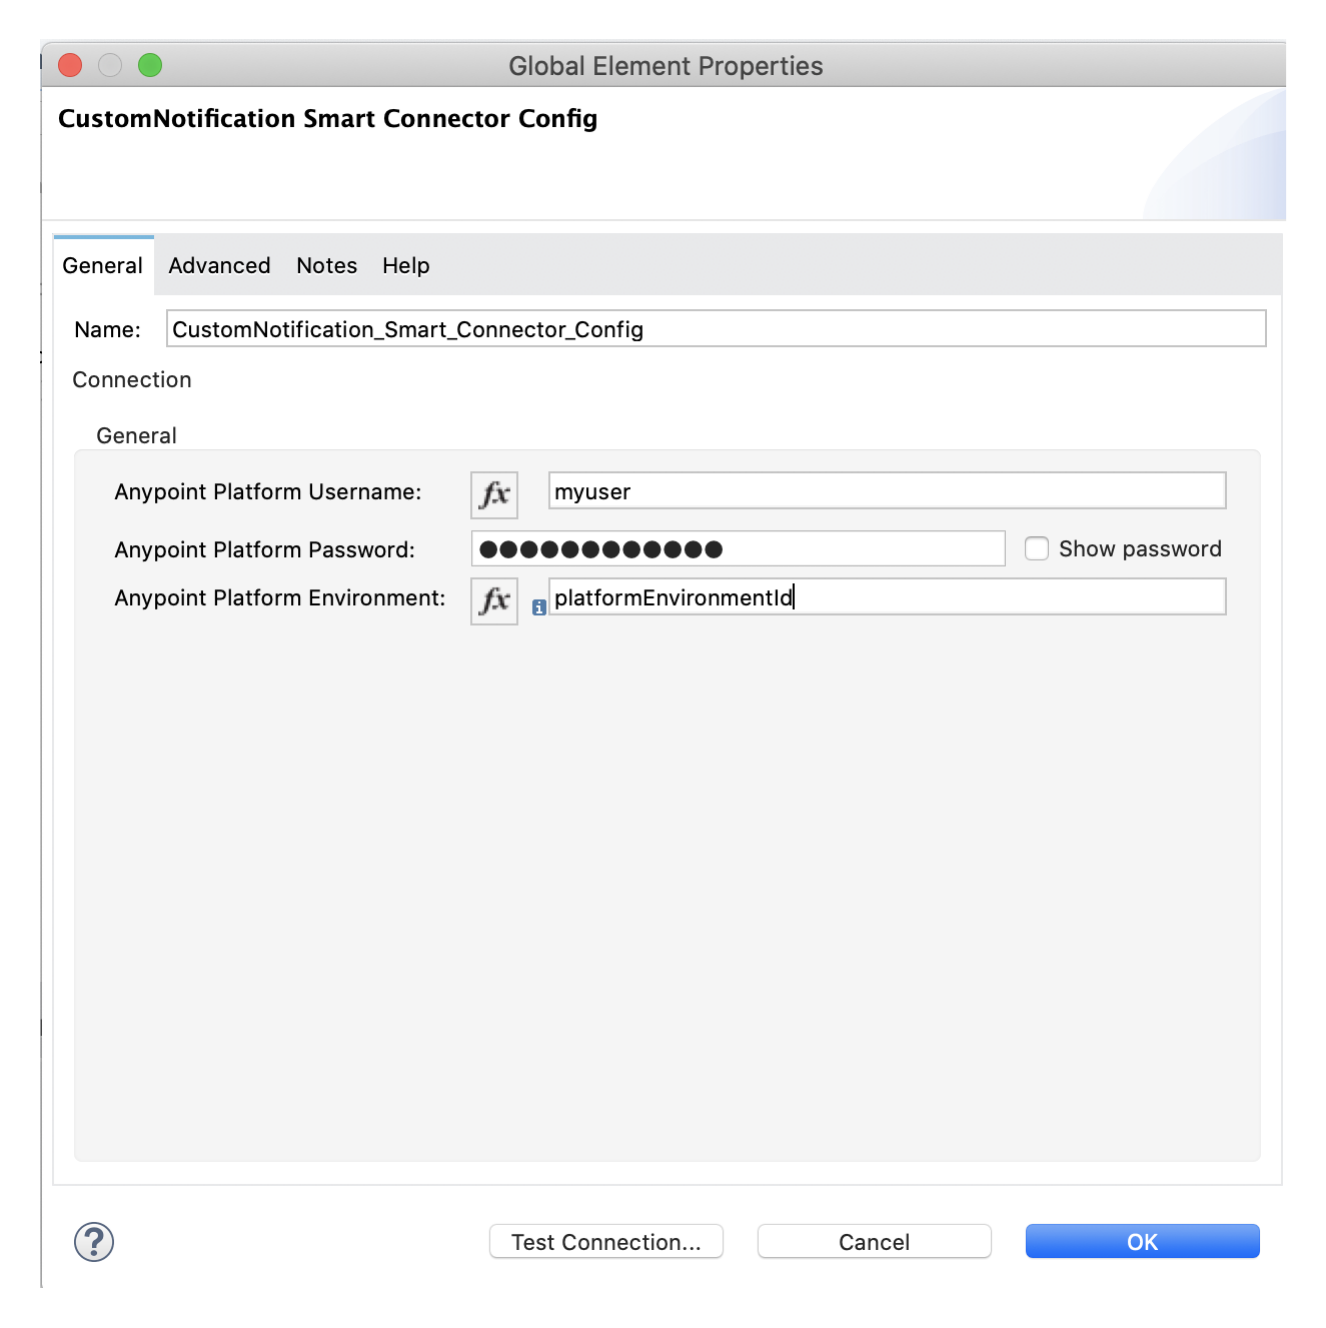 Global Element Properties
CustomNotification Smart Connector Config
General Advanced Notes Help
Name: CustomNotification_Smart_Connector_Config
Connection
General
Anypoint Platform Username: fx myuser
Anypoint Platform Password: ●●●●●●●●●●●● Show password
Anypoint Platform Environment: fx i platformEnvironmentId
? Test Connection... Cancel OK